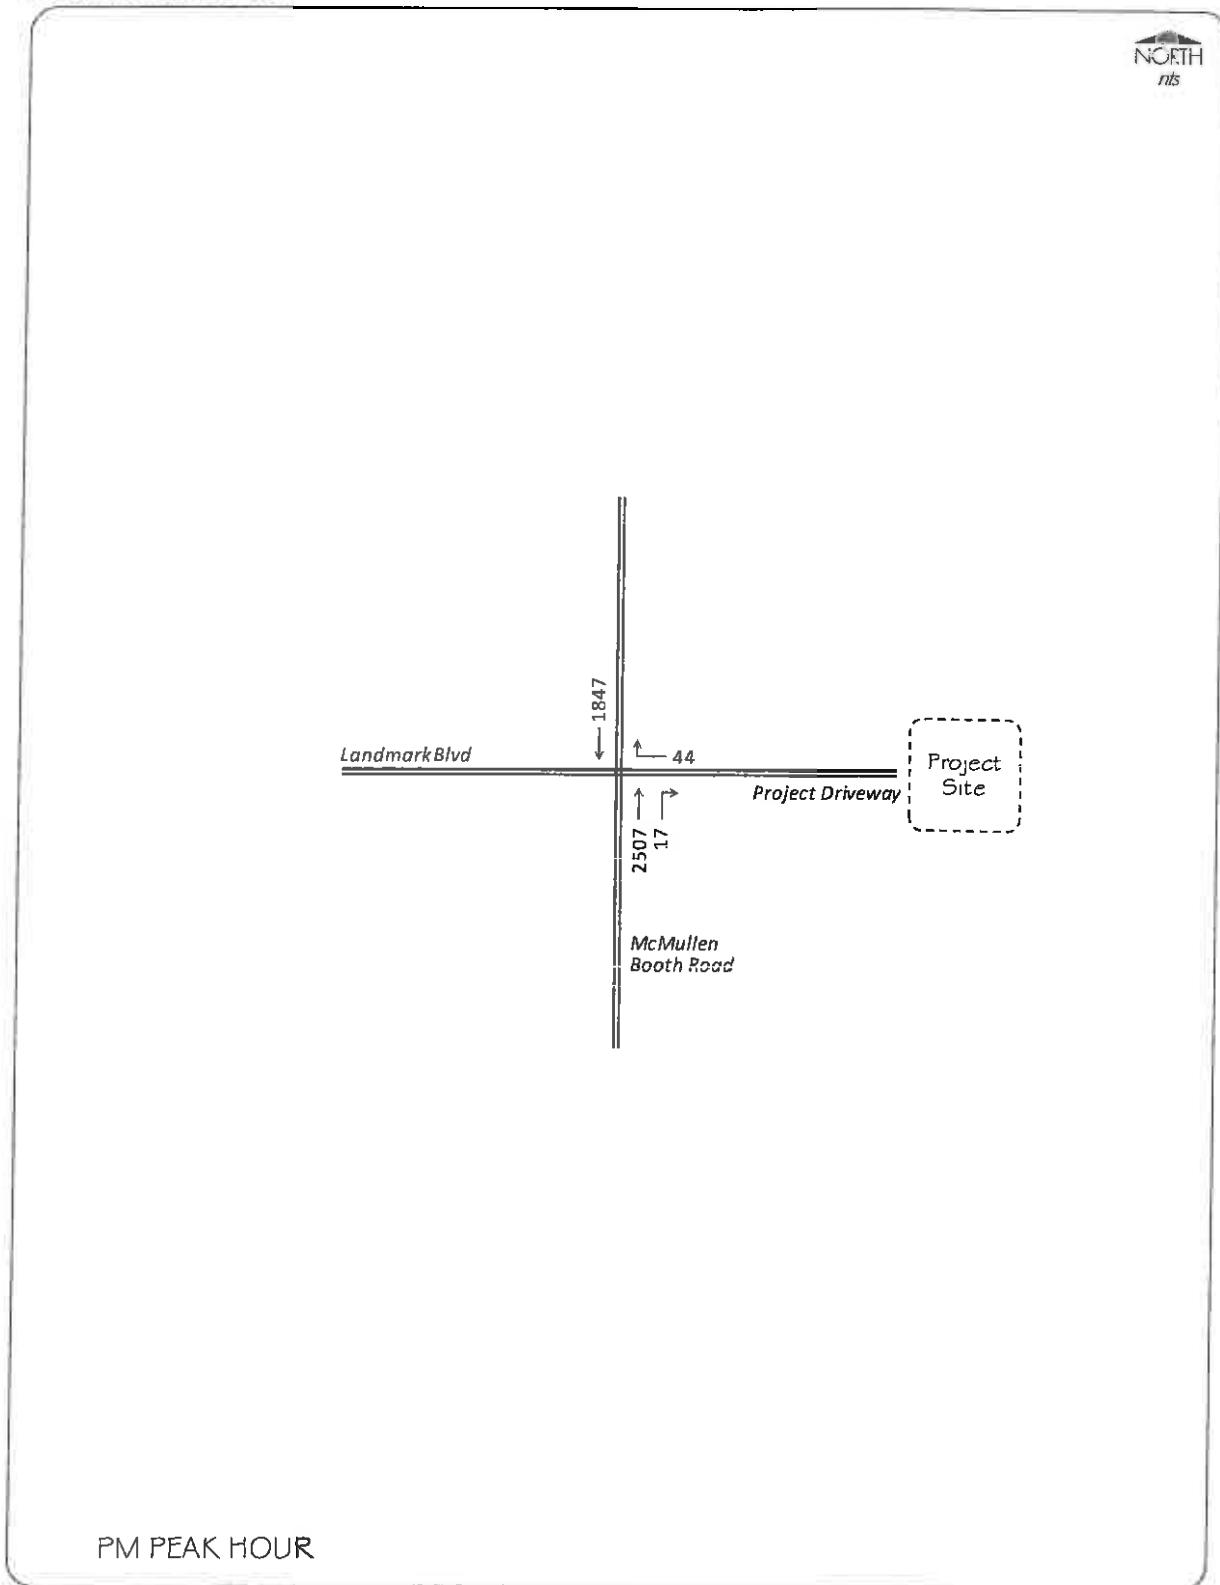 NORTH
nts
1847
Landmark Blvd
44
Project
Site
Project Driveway
2507
17
McMullen
Booth Road
PM PEAK HOUR